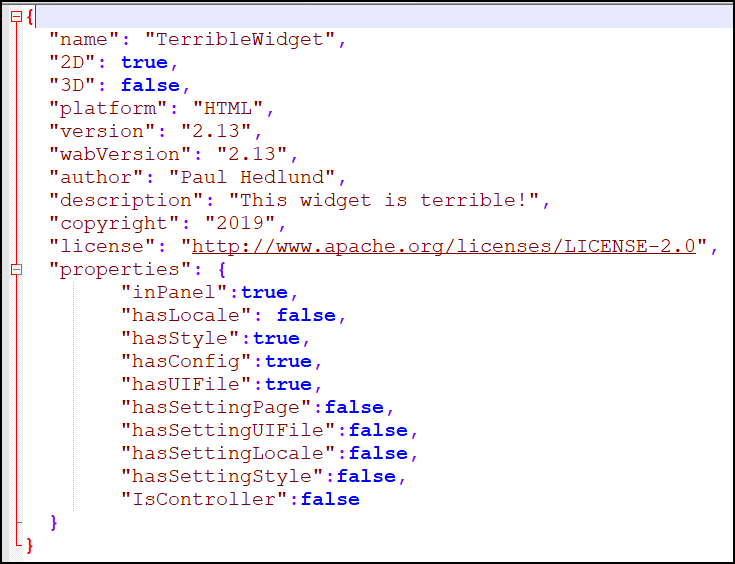 {
"name": "TerribleWidget",
"2D": true,
"3D": false,
"platform": "HTML",
"version": "2.13",
"wabVersion": "2.13",
"author": "Paul Hedlund",
"description": "This widget is terrible!",
"copyright": "2019",
"license": "http://www.apache.org/licenses/LICENSE-2.0",
"properties": {
"inPanel":true,
"hasLocale": false,
"hasStyle":true,
"hasConfig":true,
"hasUIFile":true,
"hasSettingPage":false,
"hasSettingUIFile":false,
"hasSettingLocale":false,
"hasSettingStyle":false,
"IsController":false
}
}